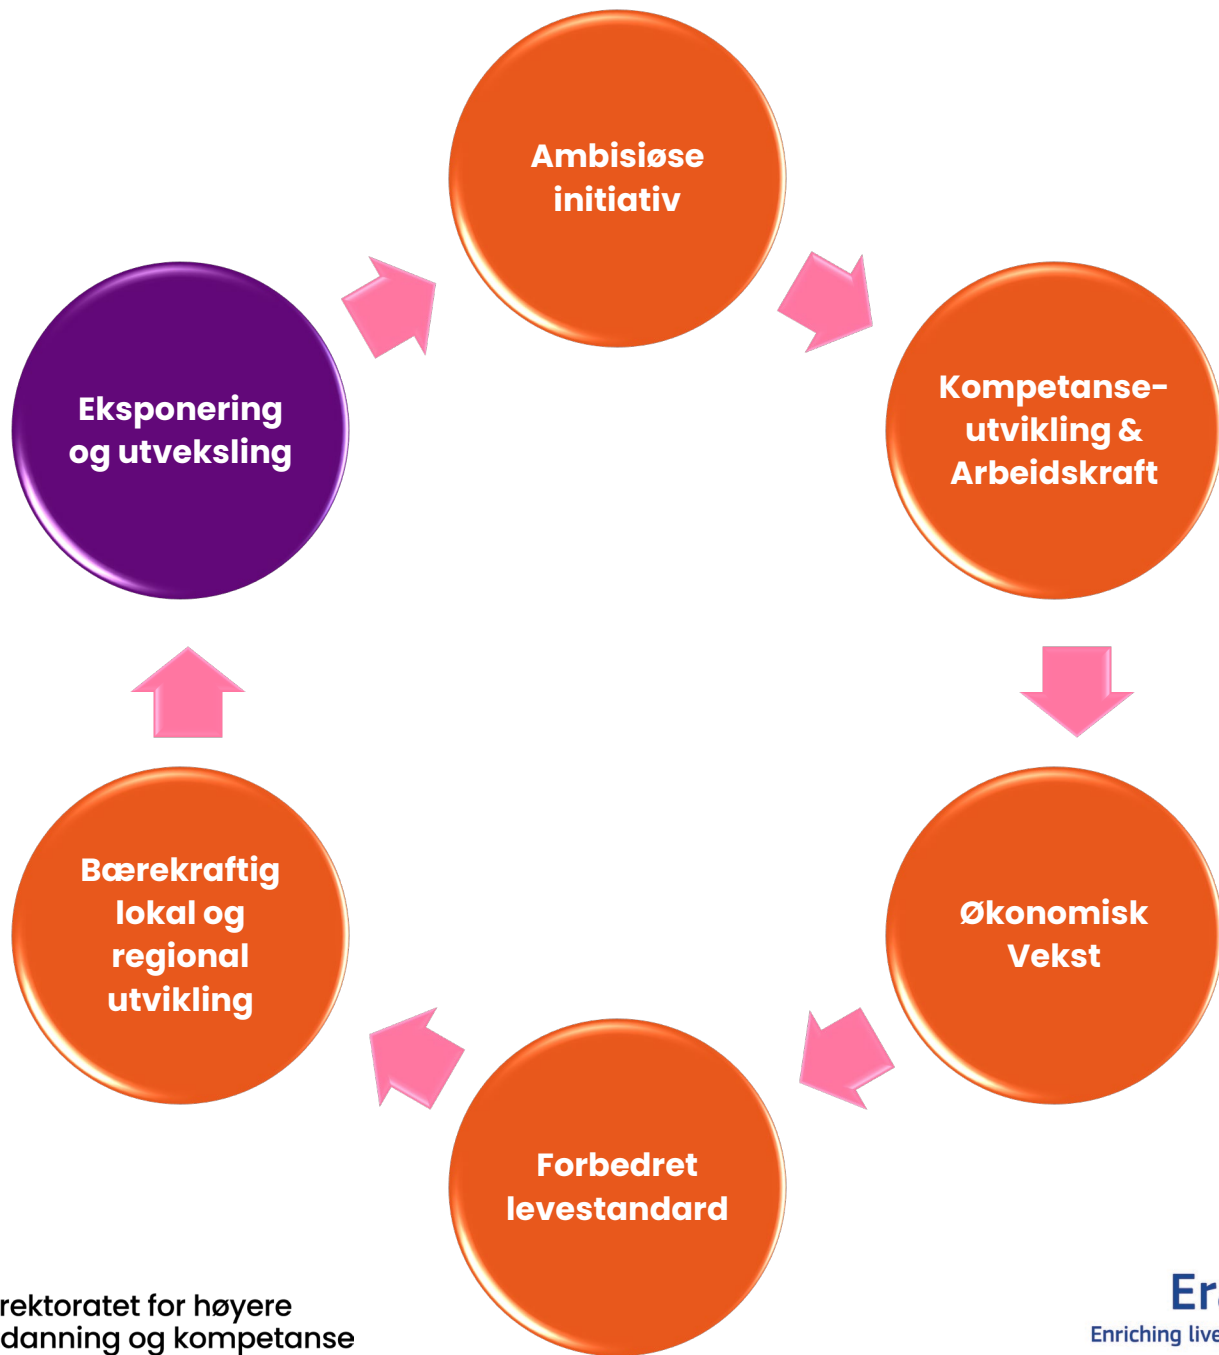 Ambisiøse
initiativ
Kompetanse-
utvikling &
Arbeidskraft
Økonomisk
Vekst
Forbedret
levestandard
Bærekraftig
lokal og
regional
utvikling
Eksponering
og utveksling
rektoratet for høyere
danning og kompetanse
Er
Enriching live